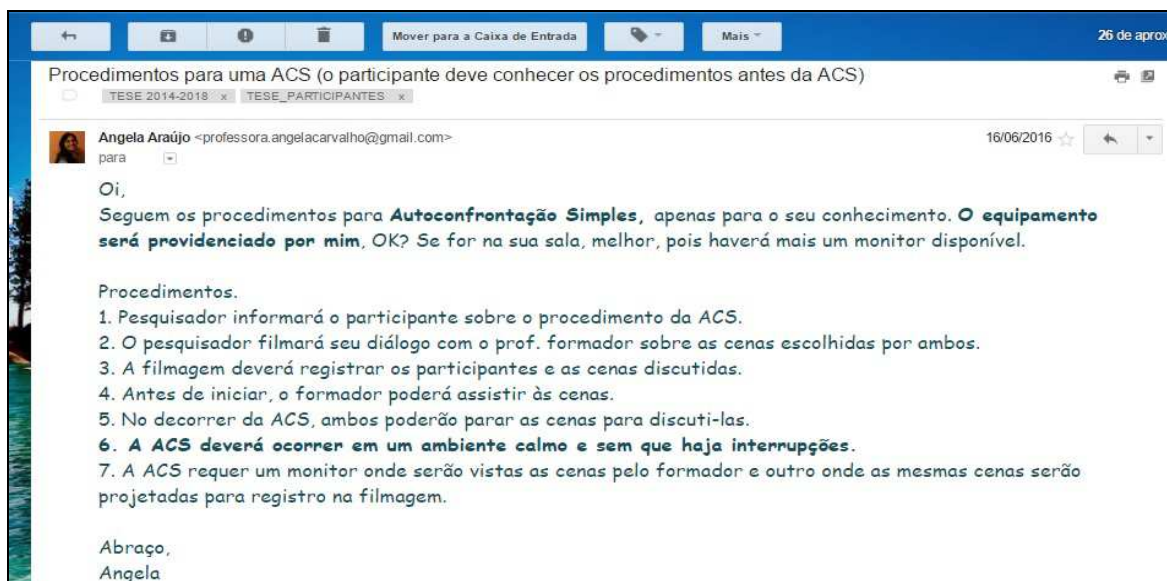 Mover para a Caixa de Entrada
Mais
26 de aprox
Procedimentos para uma ACS (o participante deve conhecer os procedimentos antes da ACS)
TESE 2014-2018 x TESE_PARTICIPANTES x
Angela Araújo <professora.angelacarvalho@gmail.com>
16/06/2016
para
Oi,
Seguem os procedimentos para Autoconfrontação Simples, apenas para o seu conhecimento. O equipamento
será providenciado por mim, OK? Se for na sua sala, melhor, pois haverá mais um monitor disponível.
Procedimentos.
1. Pesquisador informará o participante sobre o procedimento da ACS.
2. O pesquisador filmará seu diálogo com o prof. formador sobre as cenas escolhidas por ambos.
3. A filmagem deverá registrar os participantes e as cenas discutidas.
4. Antes de iniciar, o formador poderá assistir às cenas.
5. No decorrer da ACS, ambos poderão parar as cenas para discuti-las.
6. A ACS deverá ocorrer em um ambiente calmo e sem que haja interrupções.
7. A ACS requer um monitor onde serão vistas as cenas pelo formador e outro onde as mesmas cenas serão
projetadas para registro na filmagem.
Abraço,
Angela